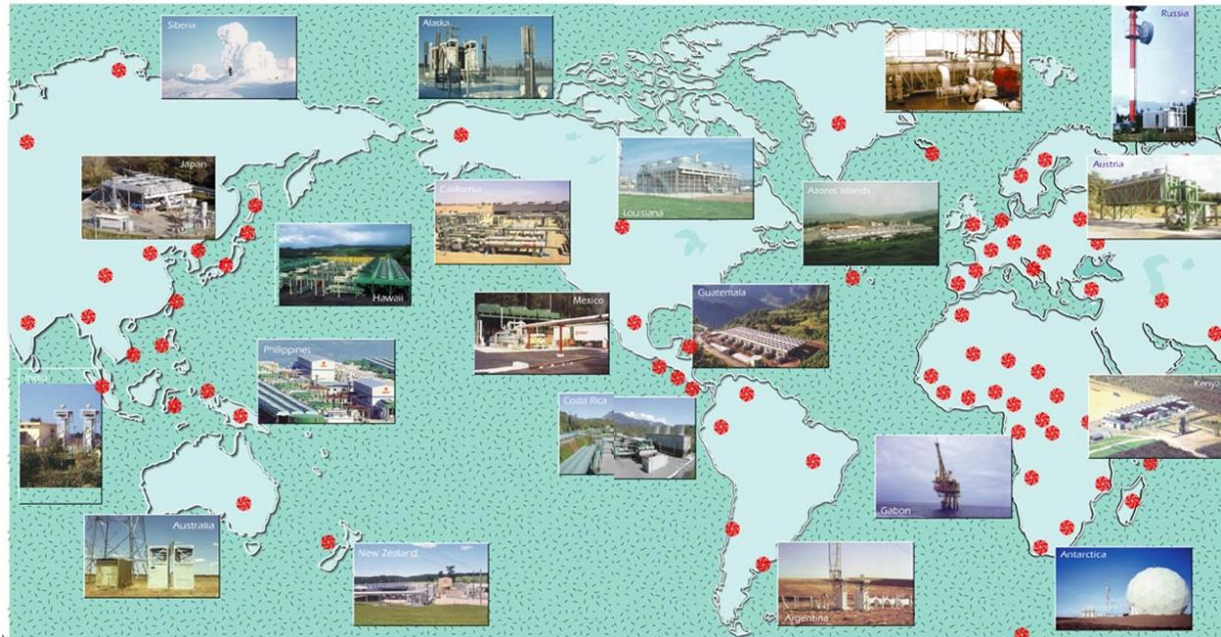 Siberia
Alaska
Russia
Japan
California
Louisiana
Azores Islands
Austria
Hawaii
Mexico
Guatemala
Philippines
Costa Rica
Kenya
Gabon
Australia
New Zealand
Argentina
Antarctica